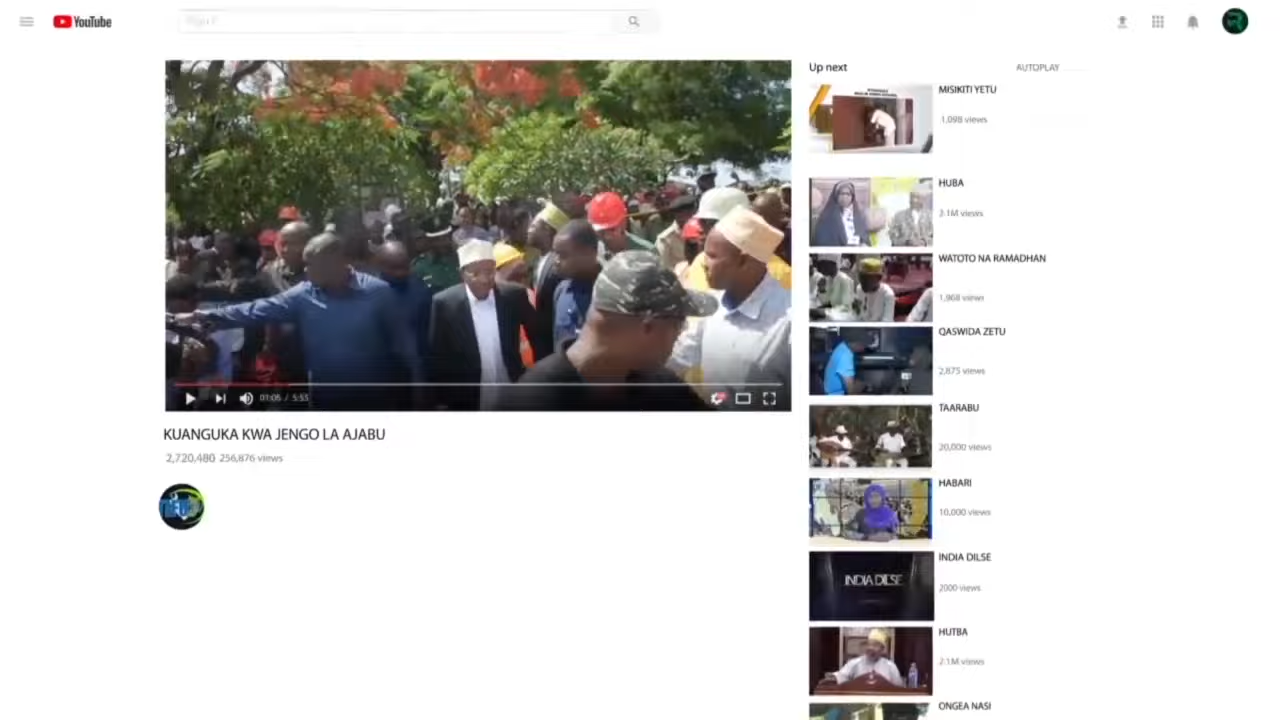 YouTube
01:06 / 5:53
KUANGUKA KWA JENGO LA AJABU
2,720,480 256,876 views
Up next
AUTOPLAY
MISIKITI YETU
1,098 views
HUBA
2.1M views
WATOTO NA RAMADHAN
1,868 views
QASWIDA ZETU
2,875 views
TAARABU
20,000 views
HABARI
10,000 views
INDIA DILSE
INDIA DILSE
2000 views
HUTBA
2.1M views
ONGEA NASI